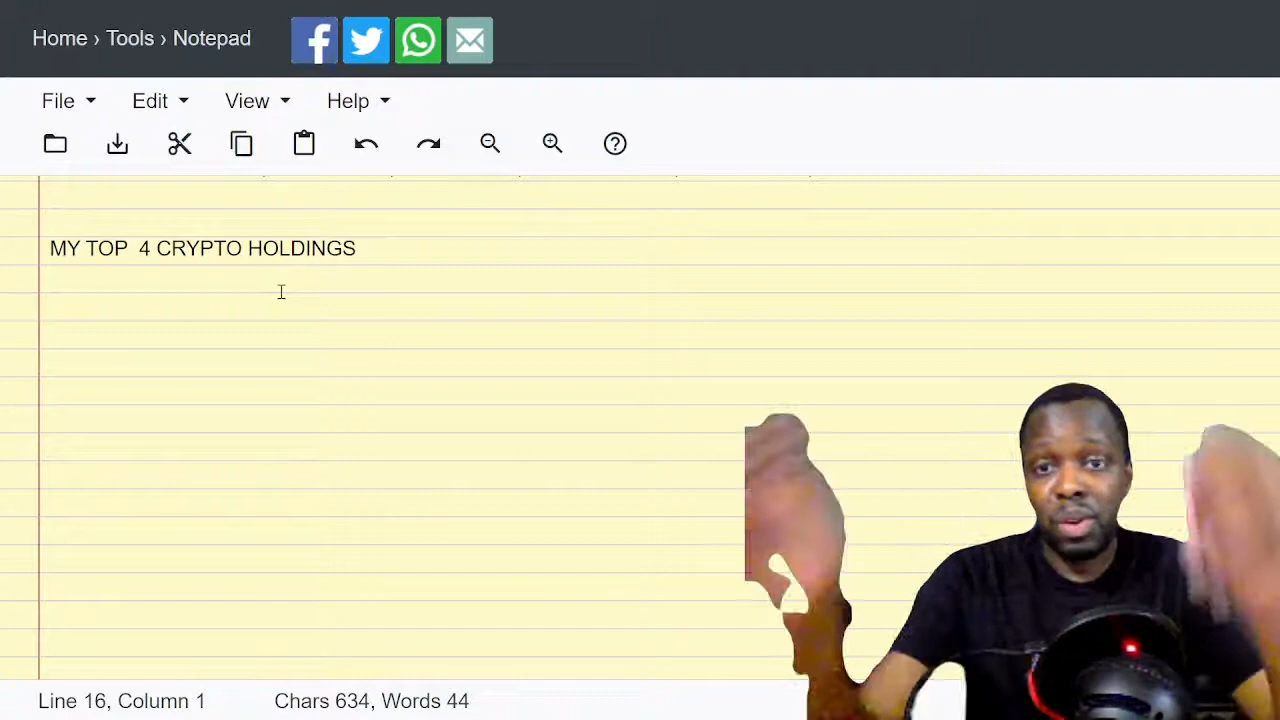 Home › Tools › Notepad
File Edit View Help
MY TOP  4 CRYPTO HOLDINGS
Line 16, Column 1 Chars 634, Words 44